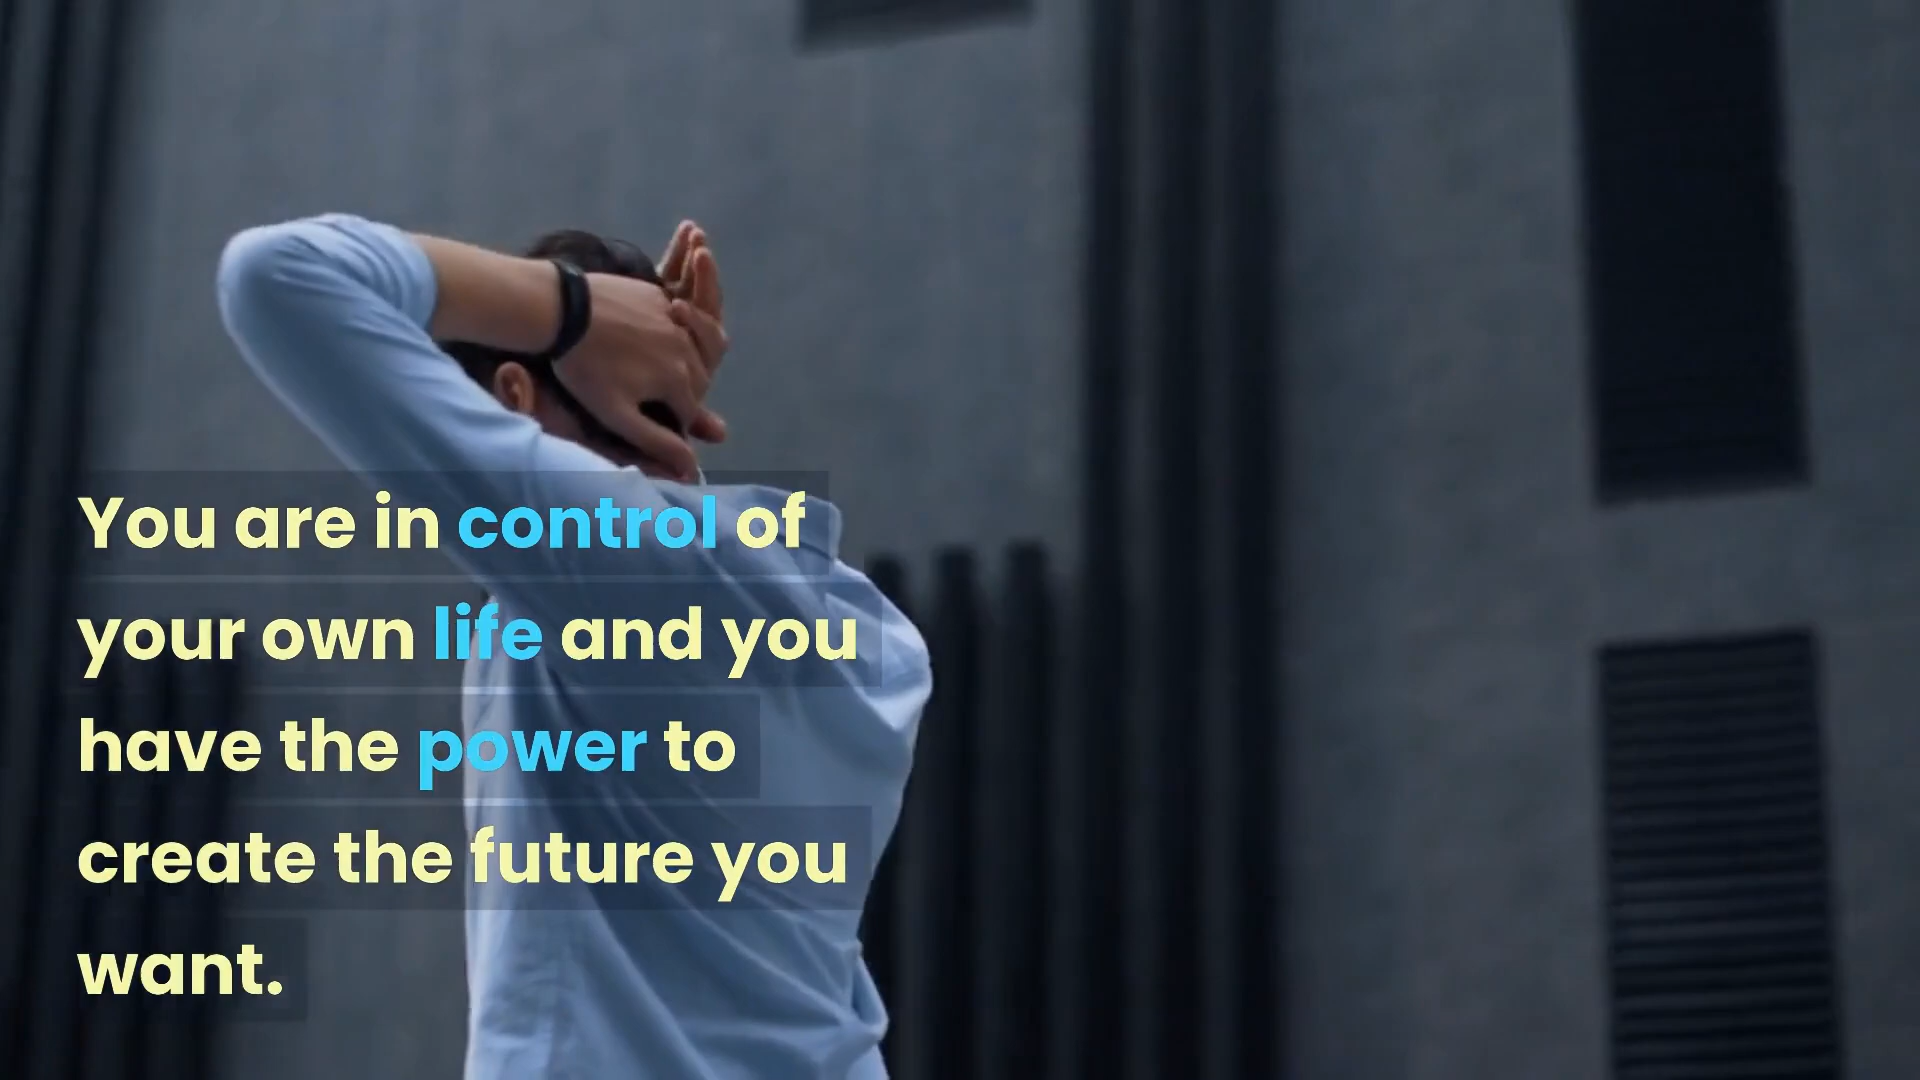 You are in control of
your own life and you
have the power to
create the future you
want.